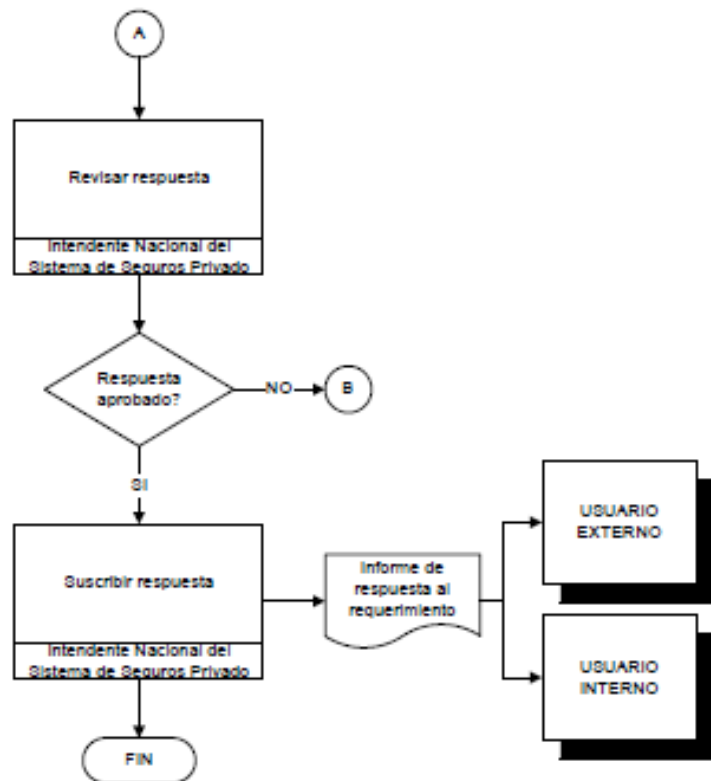 A
Revisar respuesta
Intendente Nacional del
Sistema de Seguros Privado
Respuesta
aprobado?
NO
B
SI
Suscribir respuesta
Intendente Nacional del
Sistema de Seguros Privado
Informe de
respuesta al
requerimiento
USUARIO
EXTERNO
USUARIO
INTERNO
FIN